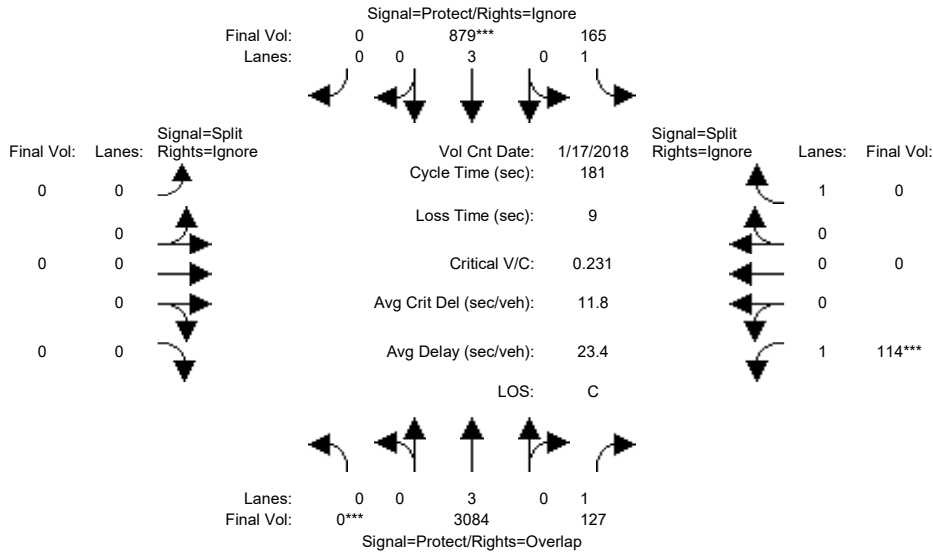 Signal=Protect/Rights=Ignore
Final Vol: 0 879*** 165
Lanes: 0 0 3 0 1
Signal=Split
Final Vol: Lanes: Rights=Ignore
Vol Cnt Date: 1/17/2018
Signal=Split
Rights=Ignore Lanes: Final Vol:
Cycle Time (sec): 181
0 0
1 0
Loss Time (sec): 9
0
0
0 0
Critical V/C: 0.231
0 0
0
Avg Crit Del (sec/veh): 11.8
0
0 0
Avg Delay (sec/veh): 23.4
1 114***
LOS: C
Lanes: 0 0 3 0 1
Final Vol: 0*** 3084 127
Signal=Protect/Rights=Overlap